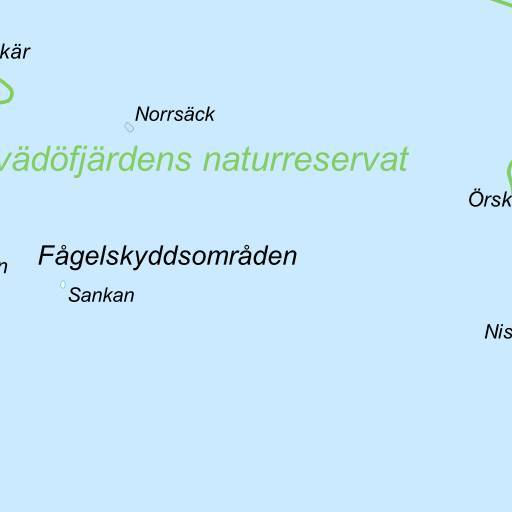 kär
Norrsäck
vädöfjärdens naturreservat
Örsk
Fågelskyddsområden
n
Sankan
Nis